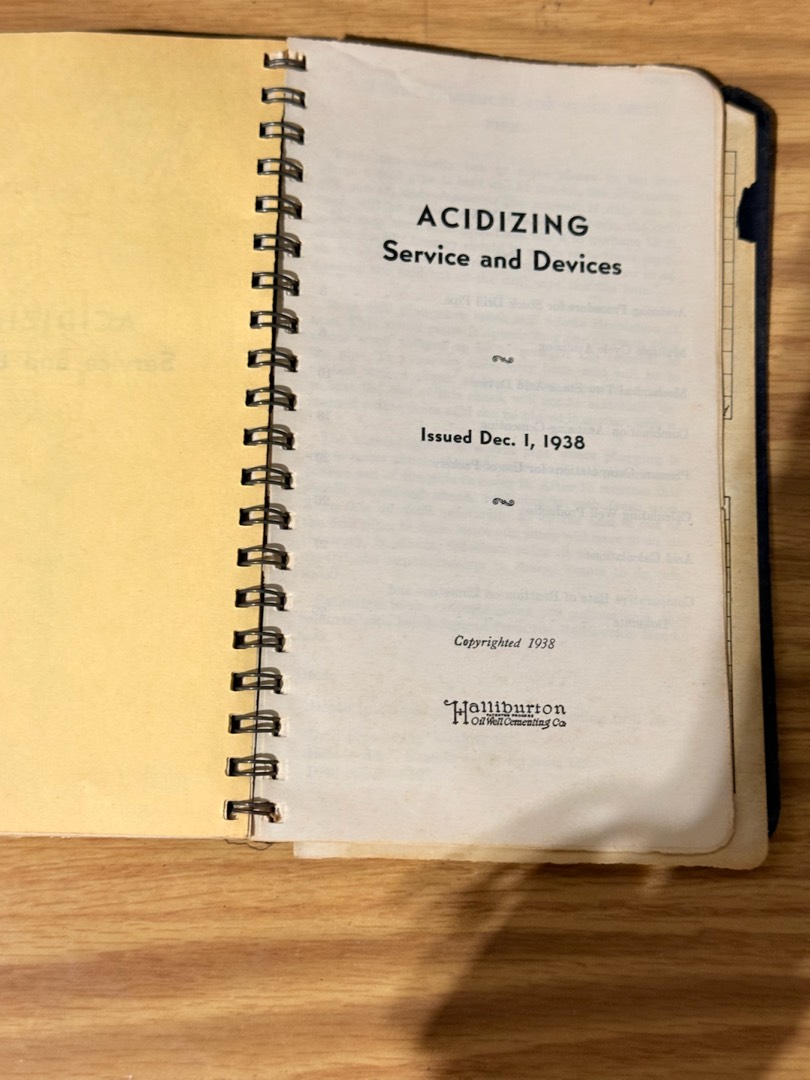 ACIDIZING
Service and Devices
Issued Dec. 1, 1938
Copyrighted 1938
Halliburton
Oil Well Cementing Co.